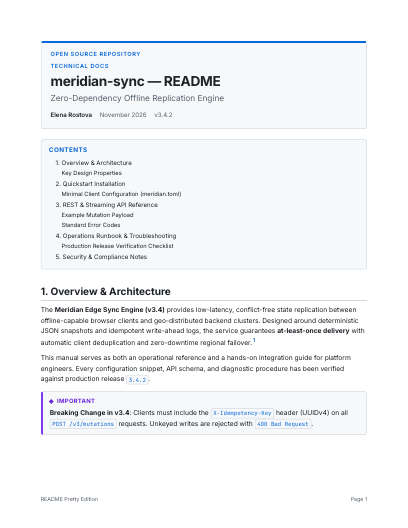 OPEN SOURCE REPOSITORY
TECHNICAL DOCS
meridian-sync — README
Zero-Dependency Offline Replication Engine
Elena Rostova November 2026 v3.4.2
CONTENTS
1. Overview & Architecture
Key Design Properties
2. Quickstart Installation
Minimal Client Configuration (meridian.toml)
3. REST & Streaming API Reference
Example Mutation Payload
Standard Error Codes
4. Operations Runbook & Troubleshooting
Production Release Verification Checklist
5. Security & Compliance Notes
1. Overview & Architecture
The Meridian Edge Sync Engine (v3.4) provides low-latency, conflict-free state replication between
offline-capable browser clients and geo-distributed backend clusters. Designed around deterministic
JSON snapshots and idempotent write-ahead logs, the service guarantees at-least-once delivery with
automatic client deduplication and zero-downtime regional failover.1
This manual serves as both an operational reference and a hands-on integration guide for platform
engineers. Every configuration snippet, API schema, and diagnostic procedure has been verified
against production release 3.4.2.
◆ IMPORTANT
Breaking Change in v3.4: Clients must include the X-Idempotency-Key header (UUIDv4) on all
POST /v3/mutations requests. Unkeyed writes are rejected with 400 Bad Request.
README Pretty Edition Page 1